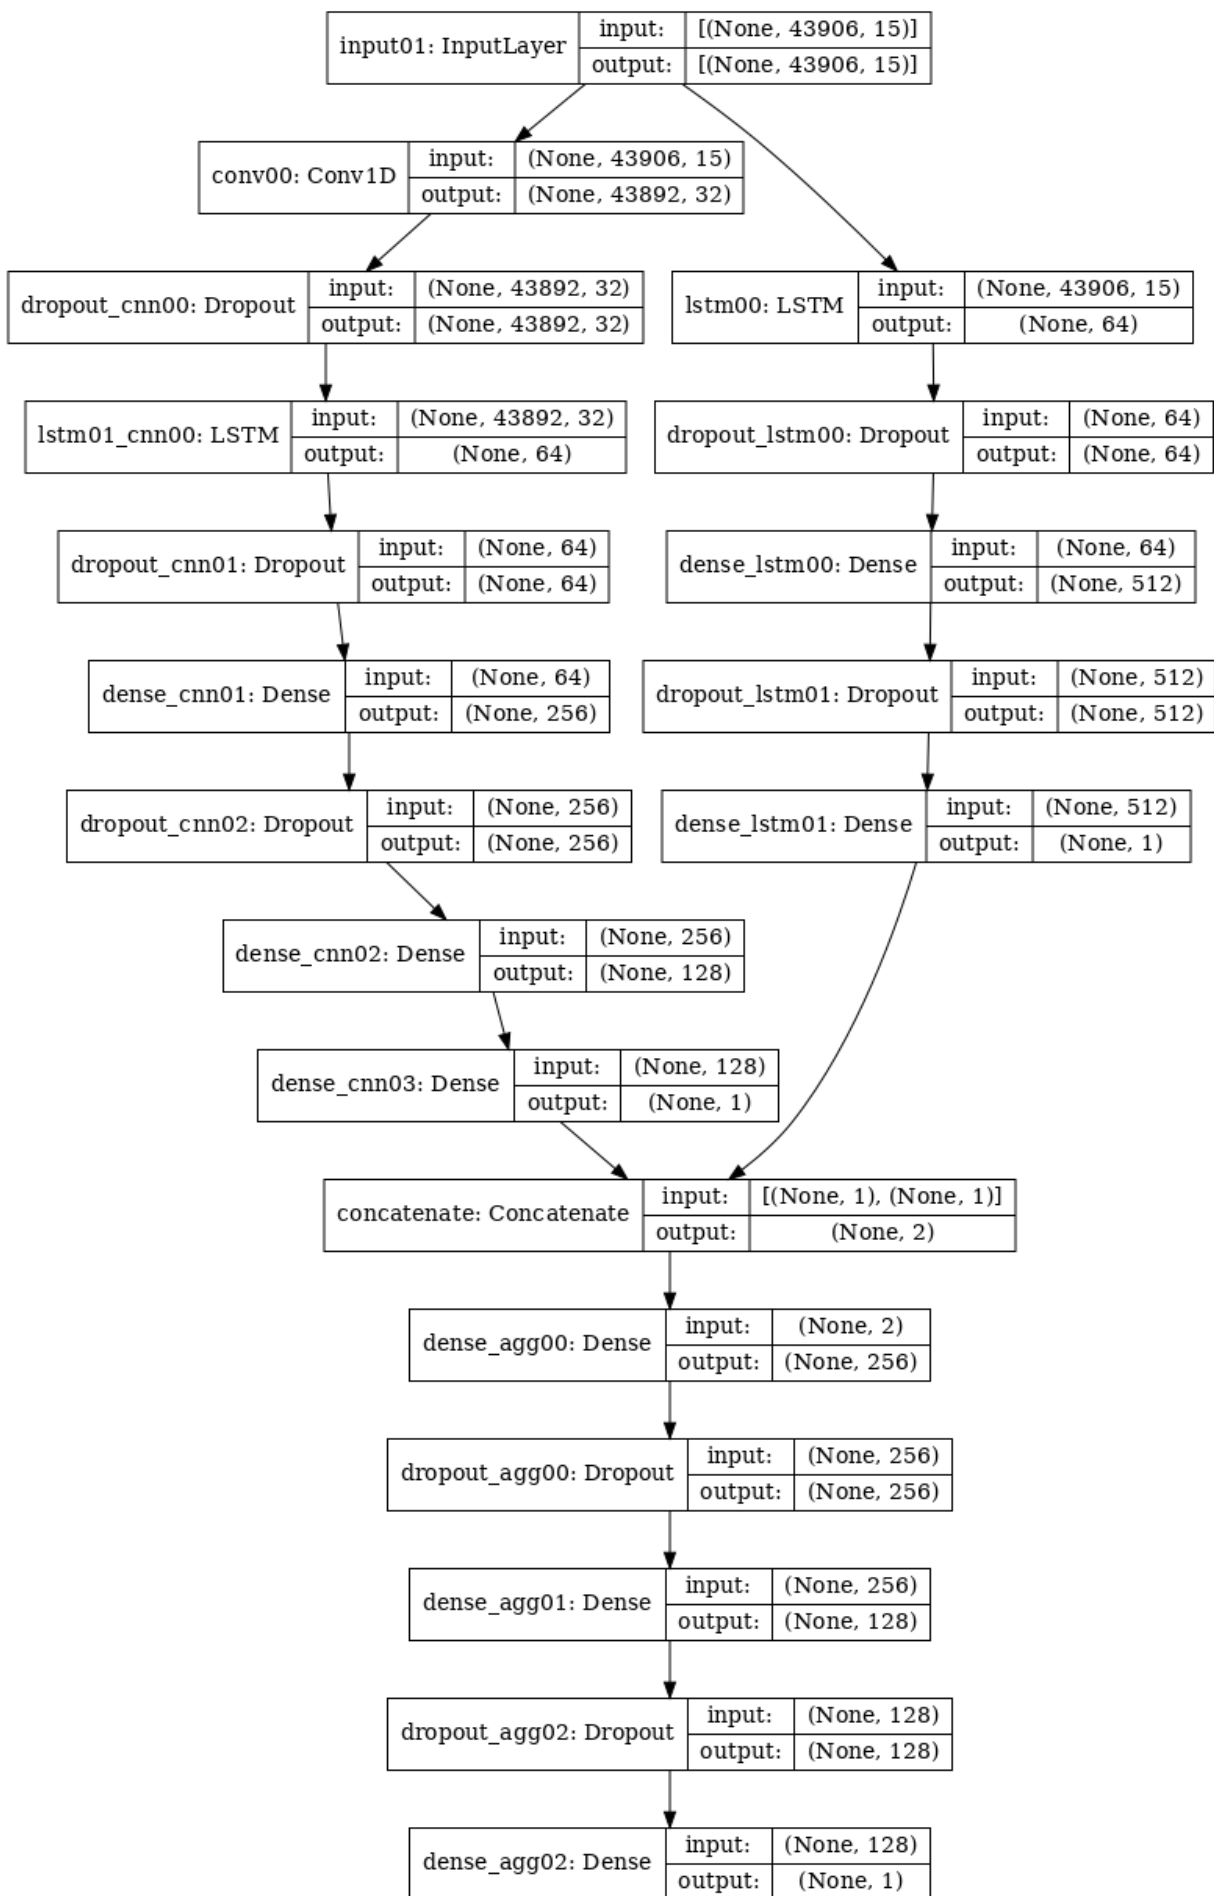 input01: InputLayer
input: [(None, 43906, 15)]
output: [(None, 43906, 15)]
conv00: Conv1D
input: (None, 43906, 15)
output: (None, 43892, 32)
dropout_cnn00: Dropout
input: (None, 43892, 32)
output: (None, 43892, 32)
lstm00: LSTM
input: (None, 43906, 15)
output: (None, 64)
lstm01_cnn00: LSTM
input: (None, 43892, 32)
output: (None, 64)
dropout_lstm00: Dropout
input: (None, 64)
output: (None, 64)
dropout_cnn01: Dropout
input: (None, 64)
output: (None, 64)
dense_lstm00: Dense
input: (None, 64)
output: (None, 512)
dense_cnn01: Dense
input: (None, 64)
output: (None, 256)
dropout_lstm01: Dropout
input: (None, 512)
output: (None, 512)
dropout_cnn02: Dropout
input: (None, 256)
output: (None, 256)
dense_lstm01: Dense
input: (None, 512)
output: (None, 1)
dense_cnn02: Dense
input: (None, 256)
output: (None, 128)
dense_cnn03: Dense
input: (None, 128)
output: (None, 1)
concatenate: Concatenate
input: [(None, 1), (None, 1)]
output: (None, 2)
dense_agg00: Dense
input: (None, 2)
output: (None, 256)
dropout_agg00: Dropout
input: (None, 256)
output: (None, 256)
dense_agg01: Dense
input: (None, 256)
output: (None, 128)
dropout_agg02: Dropout
input: (None, 128)
output: (None, 128)
dense_agg02: Dense
input: (None, 128)
output: (None, 1)